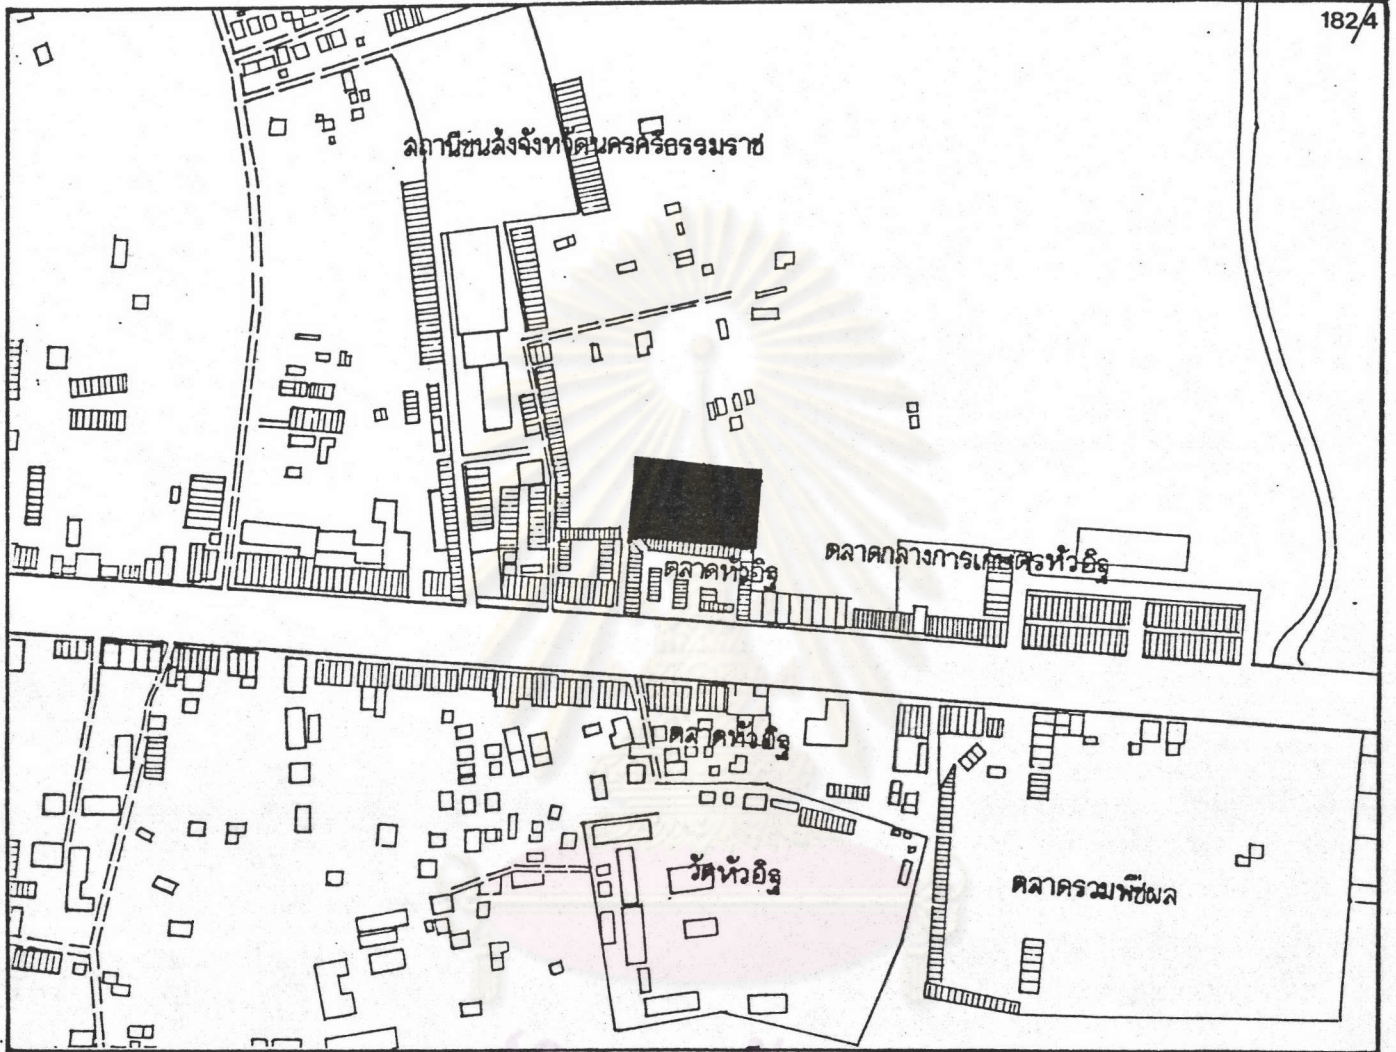 182/4
สถานีขนส่งจังหวัดนครศรีธรรมราช
ตลาดกลางการเกษตรหัวอิฐ
ตลาดหัวอิฐ
ตลาดหัวอิฐ
วัดหัวอิฐ
ตลาดรวมพืชผล